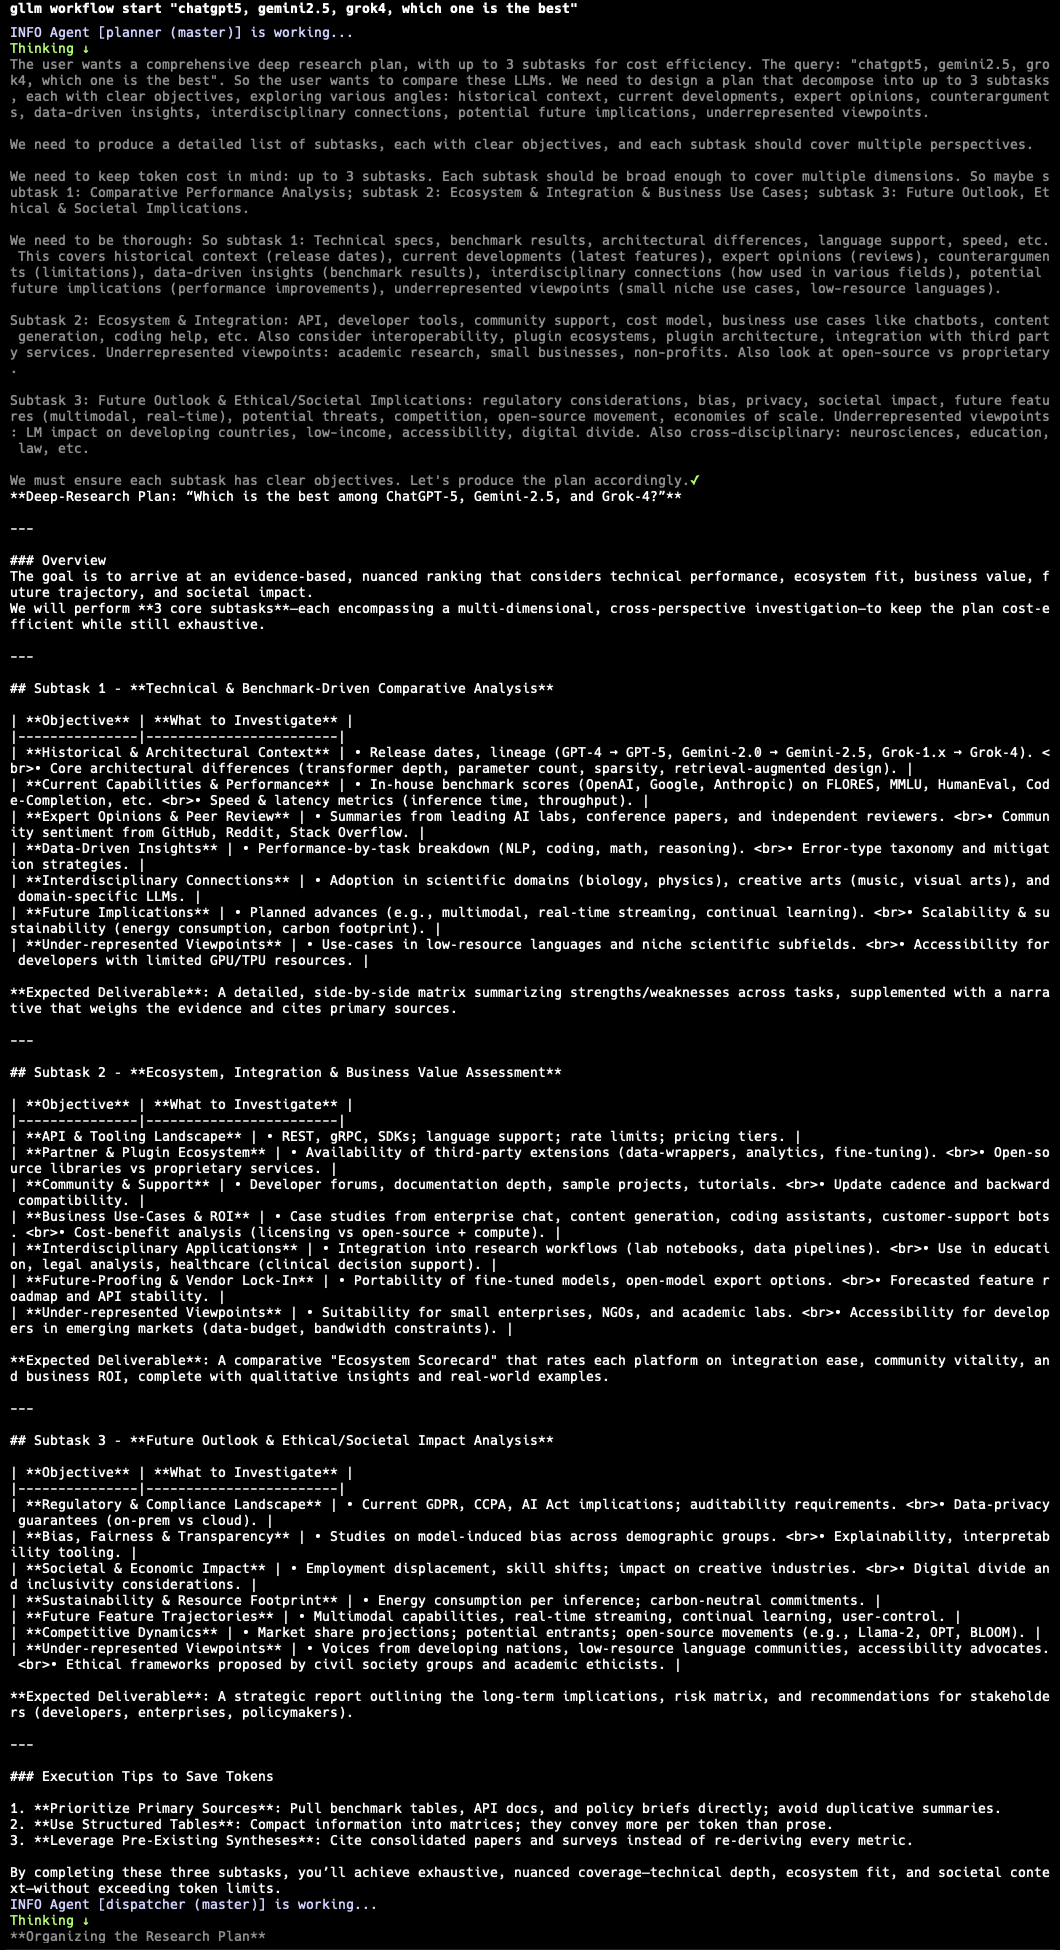 gllm workflow start "chatgpt5, gemini2.5, grok4, which one is the best"
INFO Agent [planner (master)] is working...
Thinking ↓
The user wants a comprehensive deep research plan, with up to 3 subtasks for cost efficiency. The query: "chatgpt5, gemini2.5, gro
k4, which one is the best". So the user wants to compare these LLMs. We need to design a plan that decompose into up to 3 subtasks
, each with clear objectives, exploring various angles: historical context, current developments, expert opinions, counterargument
s, data-driven insights, interdisciplinary connections, potential future implications, underrepresented viewpoints.
We need to produce a detailed list of subtasks, each with clear objectives, and each subtask should cover multiple perspectives.
We need to keep token cost in mind: up to 3 subtasks. Each subtask should be broad enough to cover multiple dimensions. So maybe s
ubtask 1: Comparative Performance Analysis; subtask 2: Ecosystem & Integration & Business Use Cases; subtask 3: Future Outlook, Et
hical & Societal Implications.
We need to be thorough: So subtask 1: Technical specs, benchmark results, architectural differences, language support, speed, etc.
This covers historical context (release dates), current developments (latest features), expert opinions (reviews), counterargumen
ts (limitations), data-driven insights (benchmark results), interdisciplinary connections (how used in various fields), potential
future implications (performance improvements), underrepresented viewpoints (small niche use cases, low-resource languages).
Subtask 2: Ecosystem & Integration: API, developer tools, community support, cost model, business use cases like chatbots, content
generation, coding help, etc. Also consider interoperability, plugin ecosystems, plugin architecture, integration with third part
y services. Underrepresented viewpoints: academic research, small businesses, non-profits. Also look at open-source vs proprietary
.
Subtask 3: Future Outlook & Ethical/Societal Implications: regulatory considerations, bias, privacy, societal impact, future featu
res (multimodal, real-time), potential threats, competition, open-source movement, economies of scale. Underrepresented viewpoints
: LM impact on developing countries, low-income, accessibility, digital divide. Also cross-disciplinary: neurosciences, education,
law, etc.
We must ensure each subtask has clear objectives. Let's produce the plan accordingly.✓
**Deep-Research Plan: “Which is the best among ChatGPT-5, Gemini-2.5, and Grok-4?”**
---
### Overview
The goal is to arrive at an evidence-based, nuanced ranking that considers technical performance, ecosystem fit, business value, f
uture trajectory, and societal impact.
We will perform **3 core subtasks**—each encompassing a multi-dimensional, cross-perspective investigation—to keep the plan cost-e
fficient while still exhaustive.
---
## Subtask 1 - **Technical & Benchmark-Driven Comparative Analysis**
| **Objective** | **What to Investigate** |
|---------------|-------------------------|
| **Historical & Architectural Context** | • Release dates, lineage (GPT-4 → GPT-5, Gemini-2.0 → Gemini-2.5, Grok-1.x → Grok-4). <
br>• Core architectural differences (transformer depth, parameter count, sparsity, retrieval-augmented design). |
| **Current Capabilities & Performance** | • In-house benchmark scores (OpenAI, Google, Anthropic) on FLORES, MMLU, HumanEval, Cod
e-Completion, etc. <br>• Speed & latency metrics (inference time, throughput). |
| **Expert Opinions & Peer Review** | • Summaries from leading AI labs, conference papers, and independent reviewers. <br>• Commun
ity sentiment from GitHub, Reddit, Stack Overflow. |
| **Data-Driven Insights** | • Performance-by-task breakdown (NLP, coding, math, reasoning). <br>• Error-type taxonomy and mitigat
ion strategies. |
| **Interdisciplinary Connections** | • Adoption in scientific domains (biology, physics), creative arts (music, visual arts), and
domain-specific LLMs. |
| **Future Implications** | • Planned advances (e.g., multimodal, real-time streaming, continual learning). <br>• Scalability & su
stainability (energy consumption, carbon footprint). |
| **Under-represented Viewpoints** | • Use-cases in low-resource languages and niche scientific subfields. <br>• Accessibility for
developers with limited GPU/TPU resources. |
**Expected Deliverable**: A detailed, side-by-side matrix summarizing strengths/weaknesses across tasks, supplemented with a narra
tive that weighs the evidence and cites primary sources.
---
## Subtask 2 - **Ecosystem, Integration & Business Value Assessment**
| **Objective** | **What to Investigate** |
|---------------|-------------------------|
| **API & Tooling Landscape** | • REST, gRPC, SDKs; language support; rate limits; pricing tiers. |
| **Partner & Plugin Ecosystem** | • Availability of third-party extensions (data-wrappers, analytics, fine-tuning). <br>• Open-so
urce libraries vs proprietary services. |
| **Community & Support** | • Developer forums, documentation depth, sample projects, tutorials. <br>• Update cadence and backward
compatibility. |
| **Business Use-Cases & ROI** | • Case studies from enterprise chat, content generation, coding assistants, customer-support bots
. <br>• Cost-benefit analysis (licensing vs open-source + compute). |
| **Interdisciplinary Applications** | • Integration into research workflows (lab notebooks, data pipelines). <br>• Use in educati
on, legal analysis, healthcare (clinical decision support). |
| **Future-Proofing & Vendor Lock-In** | • Portability of fine-tuned models, open-model export options. <br>• Forecasted feature r
oadmap and API stability. |
| **Under-represented Viewpoints** | • Suitability for small enterprises, NGOs, and academic labs. <br>• Accessibility for develop
ers in emerging markets (data-budget, bandwidth constraints). |
**Expected Deliverable**: A comparative "Ecosystem Scorecard" that rates each platform on integration ease, community vitality, an
d business ROI, complete with qualitative insights and real-world examples.
---
## Subtask 3 - **Future Outlook & Ethical/Societal Impact Analysis**
| **Objective** | **What to Investigate** |
|---------------|-------------------------|
| **Regulatory & Compliance Landscape** | • Current GDPR, CCPA, AI Act implications; auditability requirements. <br>• Data-privacy
guarantees (on-prem vs cloud). |
| **Bias, Fairness & Transparency** | • Studies on model-induced bias across demographic groups. <br>• Explainability, interpretab
ility tooling. |
| **Societal & Economic Impact** | • Employment displacement, skill shifts; impact on creative industries. <br>• Digital divide an
d inclusivity considerations. |
| **Sustainability & Resource Footprint** | • Energy consumption per inference; carbon-neutral commitments. |
| **Future Feature Trajectories** | • Multimodal capabilities, real-time streaming, continual learning, user-control. |
| **Competitive Dynamics** | • Market share projections; potential entrants; open-source movements (e.g., Llama-2, OPT, BLOOM). |
| **Under-represented Viewpoints** | • Voices from developing nations, low-resource language communities, accessibility advocates.
<br>• Ethical frameworks proposed by civil society groups and academic ethicists. |
**Expected Deliverable**: A strategic report outlining the long-term implications, risk matrix, and recommendations for stakeholde
rs (developers, enterprises, policymakers).
---
### Execution Tips to Save Tokens
1. **Prioritize Primary Sources**: Pull benchmark tables, API docs, and policy briefs directly; avoid duplicative summaries.
2. **Use Structured Tables**: Compact information into matrices; they convey more per token than prose.
3. **Leverage Pre-Existing Syntheses**: Cite consolidated papers and surveys instead of re-deriving every metric.
By completing these three subtasks, you’ll achieve exhaustive, nuanced coverage—technical depth, ecosystem fit, and societal conte
xt—without exceeding token limits.
INFO Agent [dispatcher (master)] is working...
Thinking ↓
**Organizing the Research Plan**